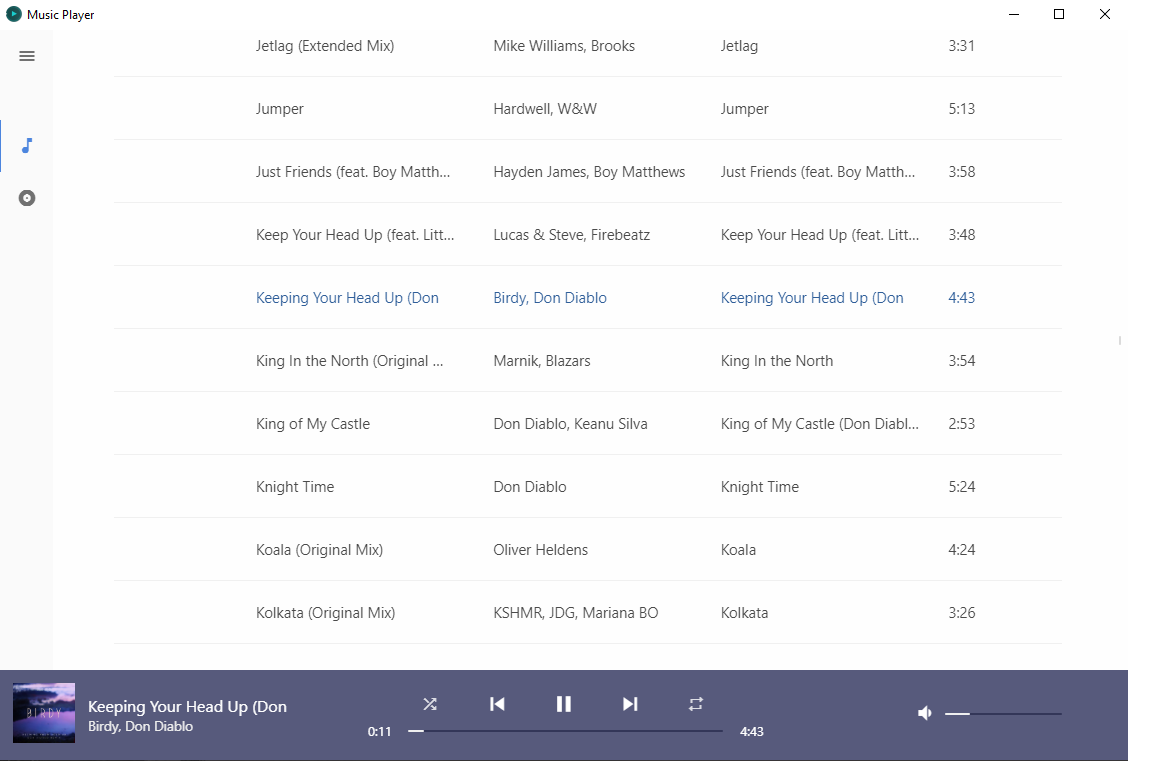 Music Player
Jetlag (Extended Mix) Mike Williams, Brooks Jetlag 3:31
Jumper Hardwell, W&W Jumper 5:13
Just Friends (feat. Boy Matth... Hayden James, Boy Matthews Just Friends (feat. Boy Matth... 3:58
Keep Your Head Up (feat. Litt... Lucas & Steve, Firebeatz Keep Your Head Up (feat. Litt... 3:48
Keeping Your Head Up (Don Birdy, Don Diablo Keeping Your Head Up (Don 4:43
King In the North (Original ... Marnik, Blazars King In the North 3:54
King of My Castle Don Diablo, Keanu Silva King of My Castle (Don Diabl... 2:53
Knight Time Don Diablo Knight Time 5:24
Koala (Original Mix) Oliver Heldens Koala 4:24
Kolkata (Original Mix) KSHMR, JDG, Mariana BO Kolkata 3:26
BIRDY
Keeping Your Head Up (Don
Birdy, Don Diablo
0:11 4:43